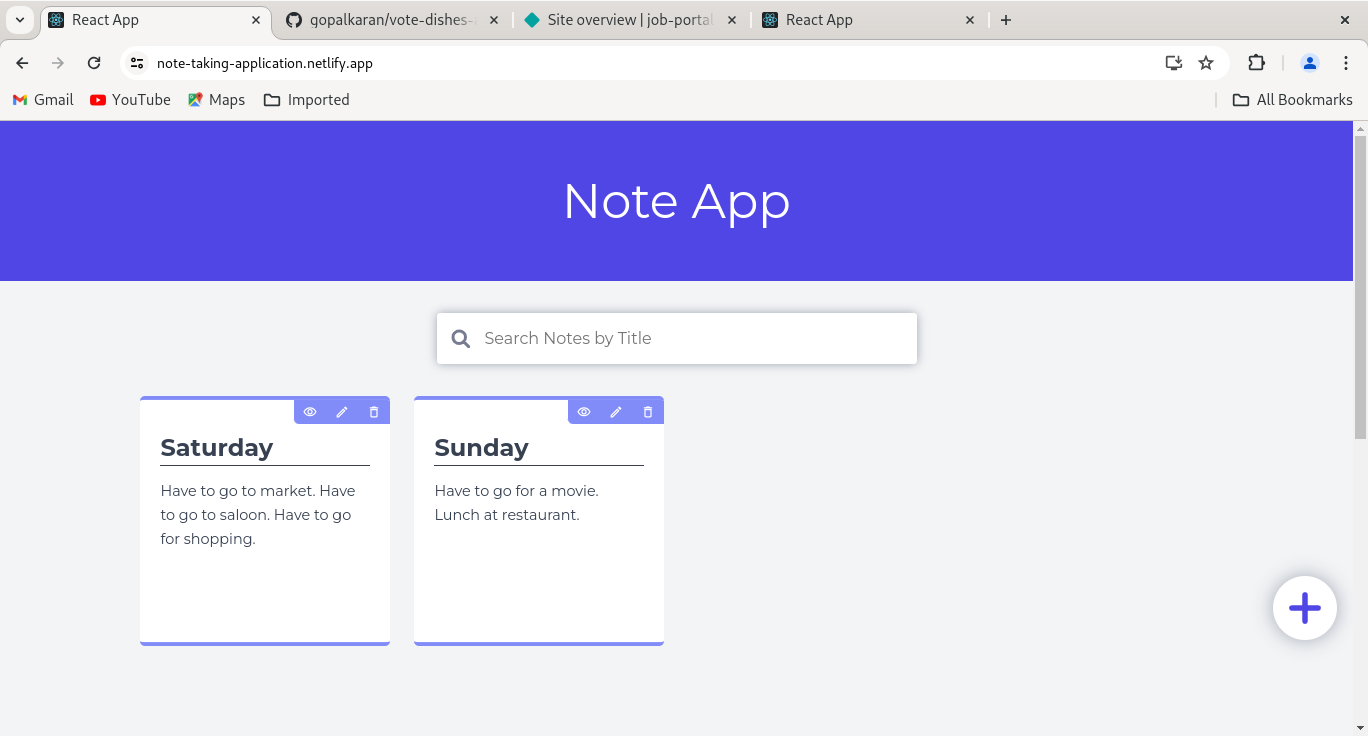 React App
gopalkaran/vote-dishes-
Site overview | job-porta
React App
note-taking-application.netlify.app
Gmail
YouTube
Maps
Imported
All Bookmarks
Note App
Search Notes by Title
Saturday
Have to go to market. Have
to go to saloon. Have to go
for shopping.
Sunday
Have to go for a movie.
Lunch at restaurant.